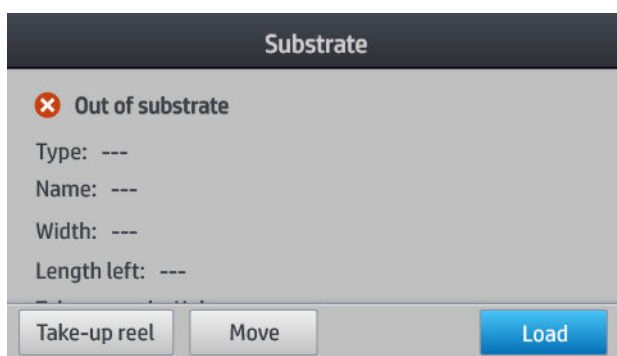 Substrate
Out of substrate
Type: ---
Name: ---
Width: ---
Length left: ---
Take-up reel
Move
Load